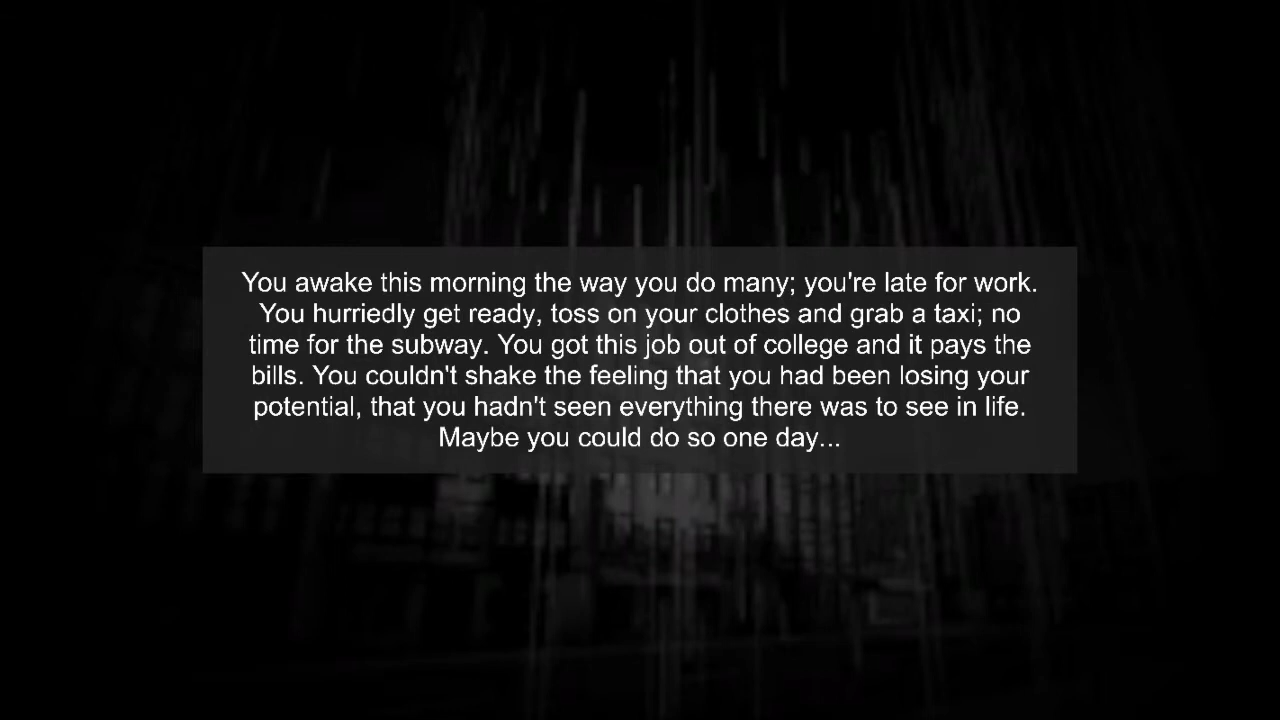 You awake this morning the way you do many; you're late for work.
You hurriedly get ready, toss on your clothes and grab a taxi; no
time for the subway. You got this job out of college and it pays the
bills. You couldn't shake the feeling that you had been losing your
potential, that you hadn't seen everything there was to see in life.
Maybe you could do so one day...